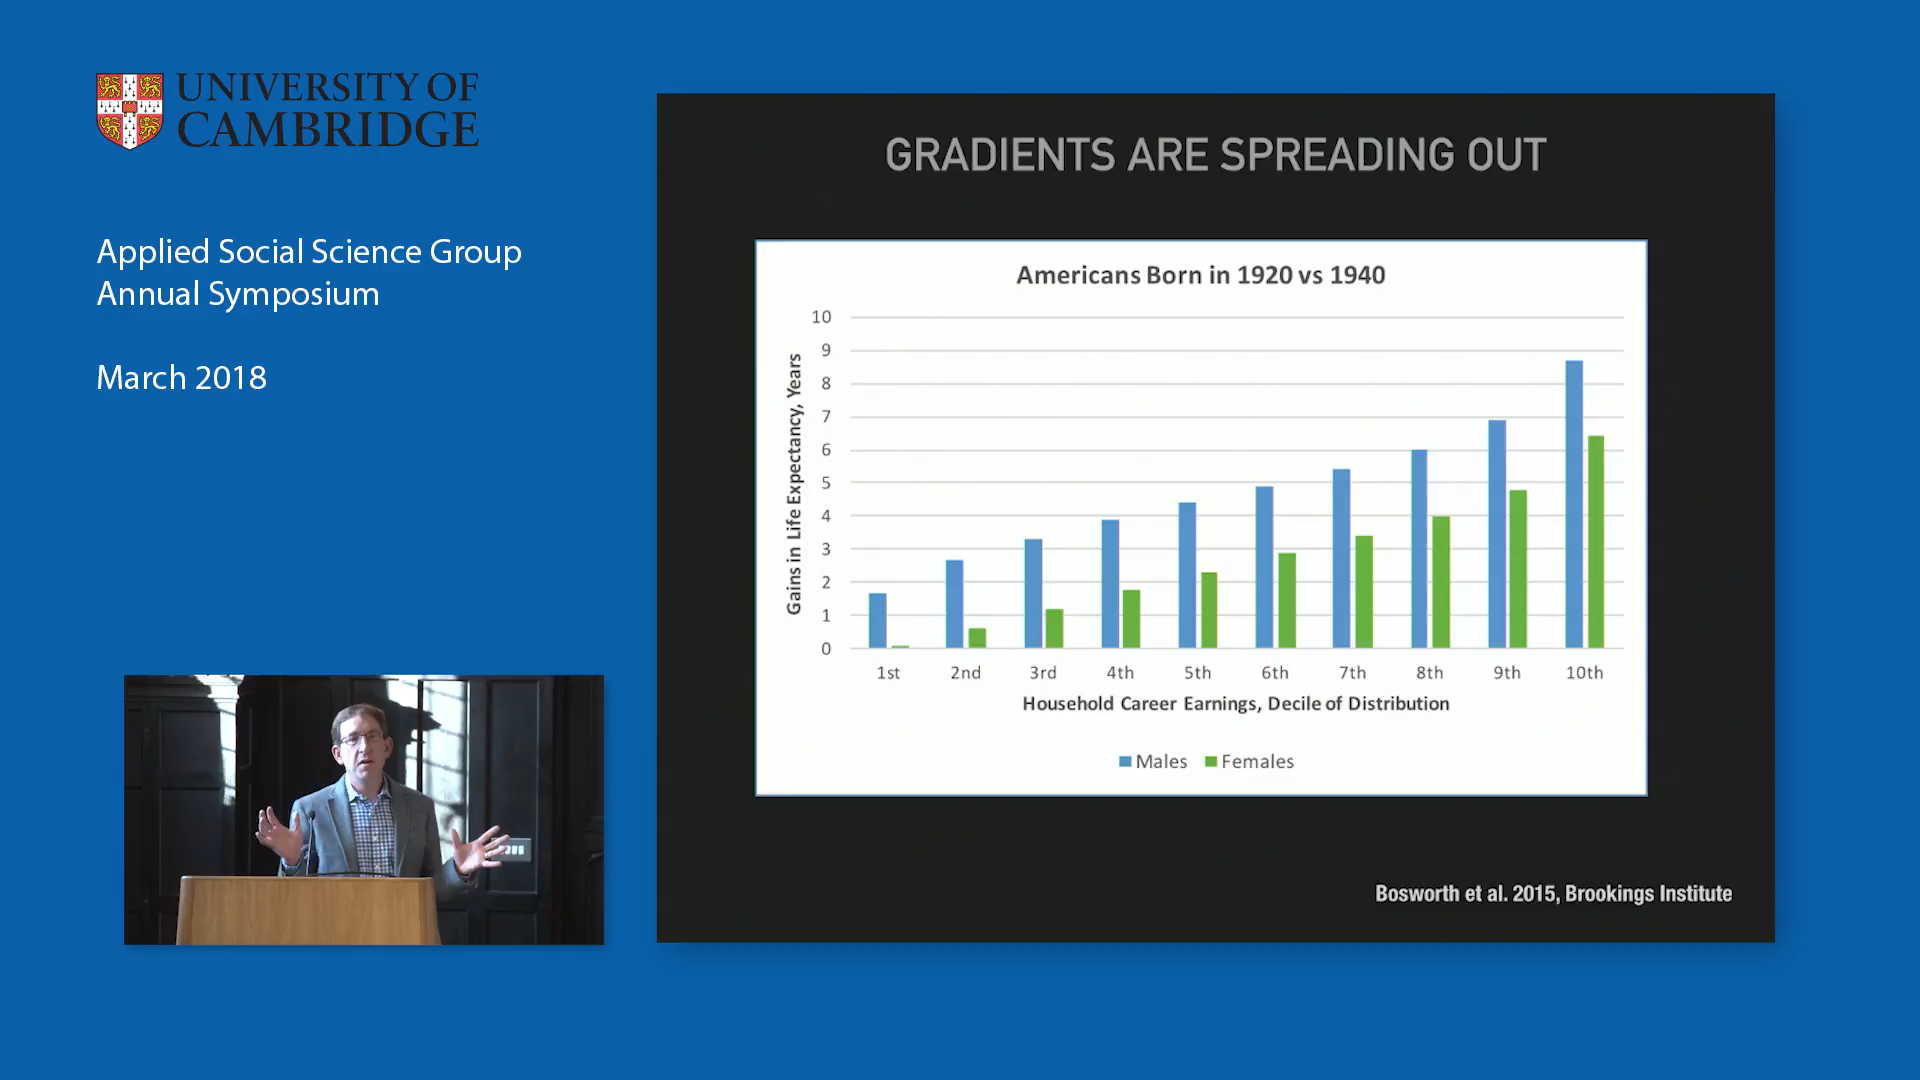 UNIVERSITY OF
CAMBRIDGE
Applied Social Science Group
Annual Symposium
March 2018
GRADIENTS ARE SPREADING OUT
Americans Born in 1920 vs 1940
Gains in Life Expectancy, Years
10
9
8
7
6
5
4
3
2
1
0
1st 2nd 3rd 4th 5th 6th 7th 8th 9th 10th
Household Career Earnings, Decile of Distribution
Males Females
Bosworth et al. 2015, Brookings Institute